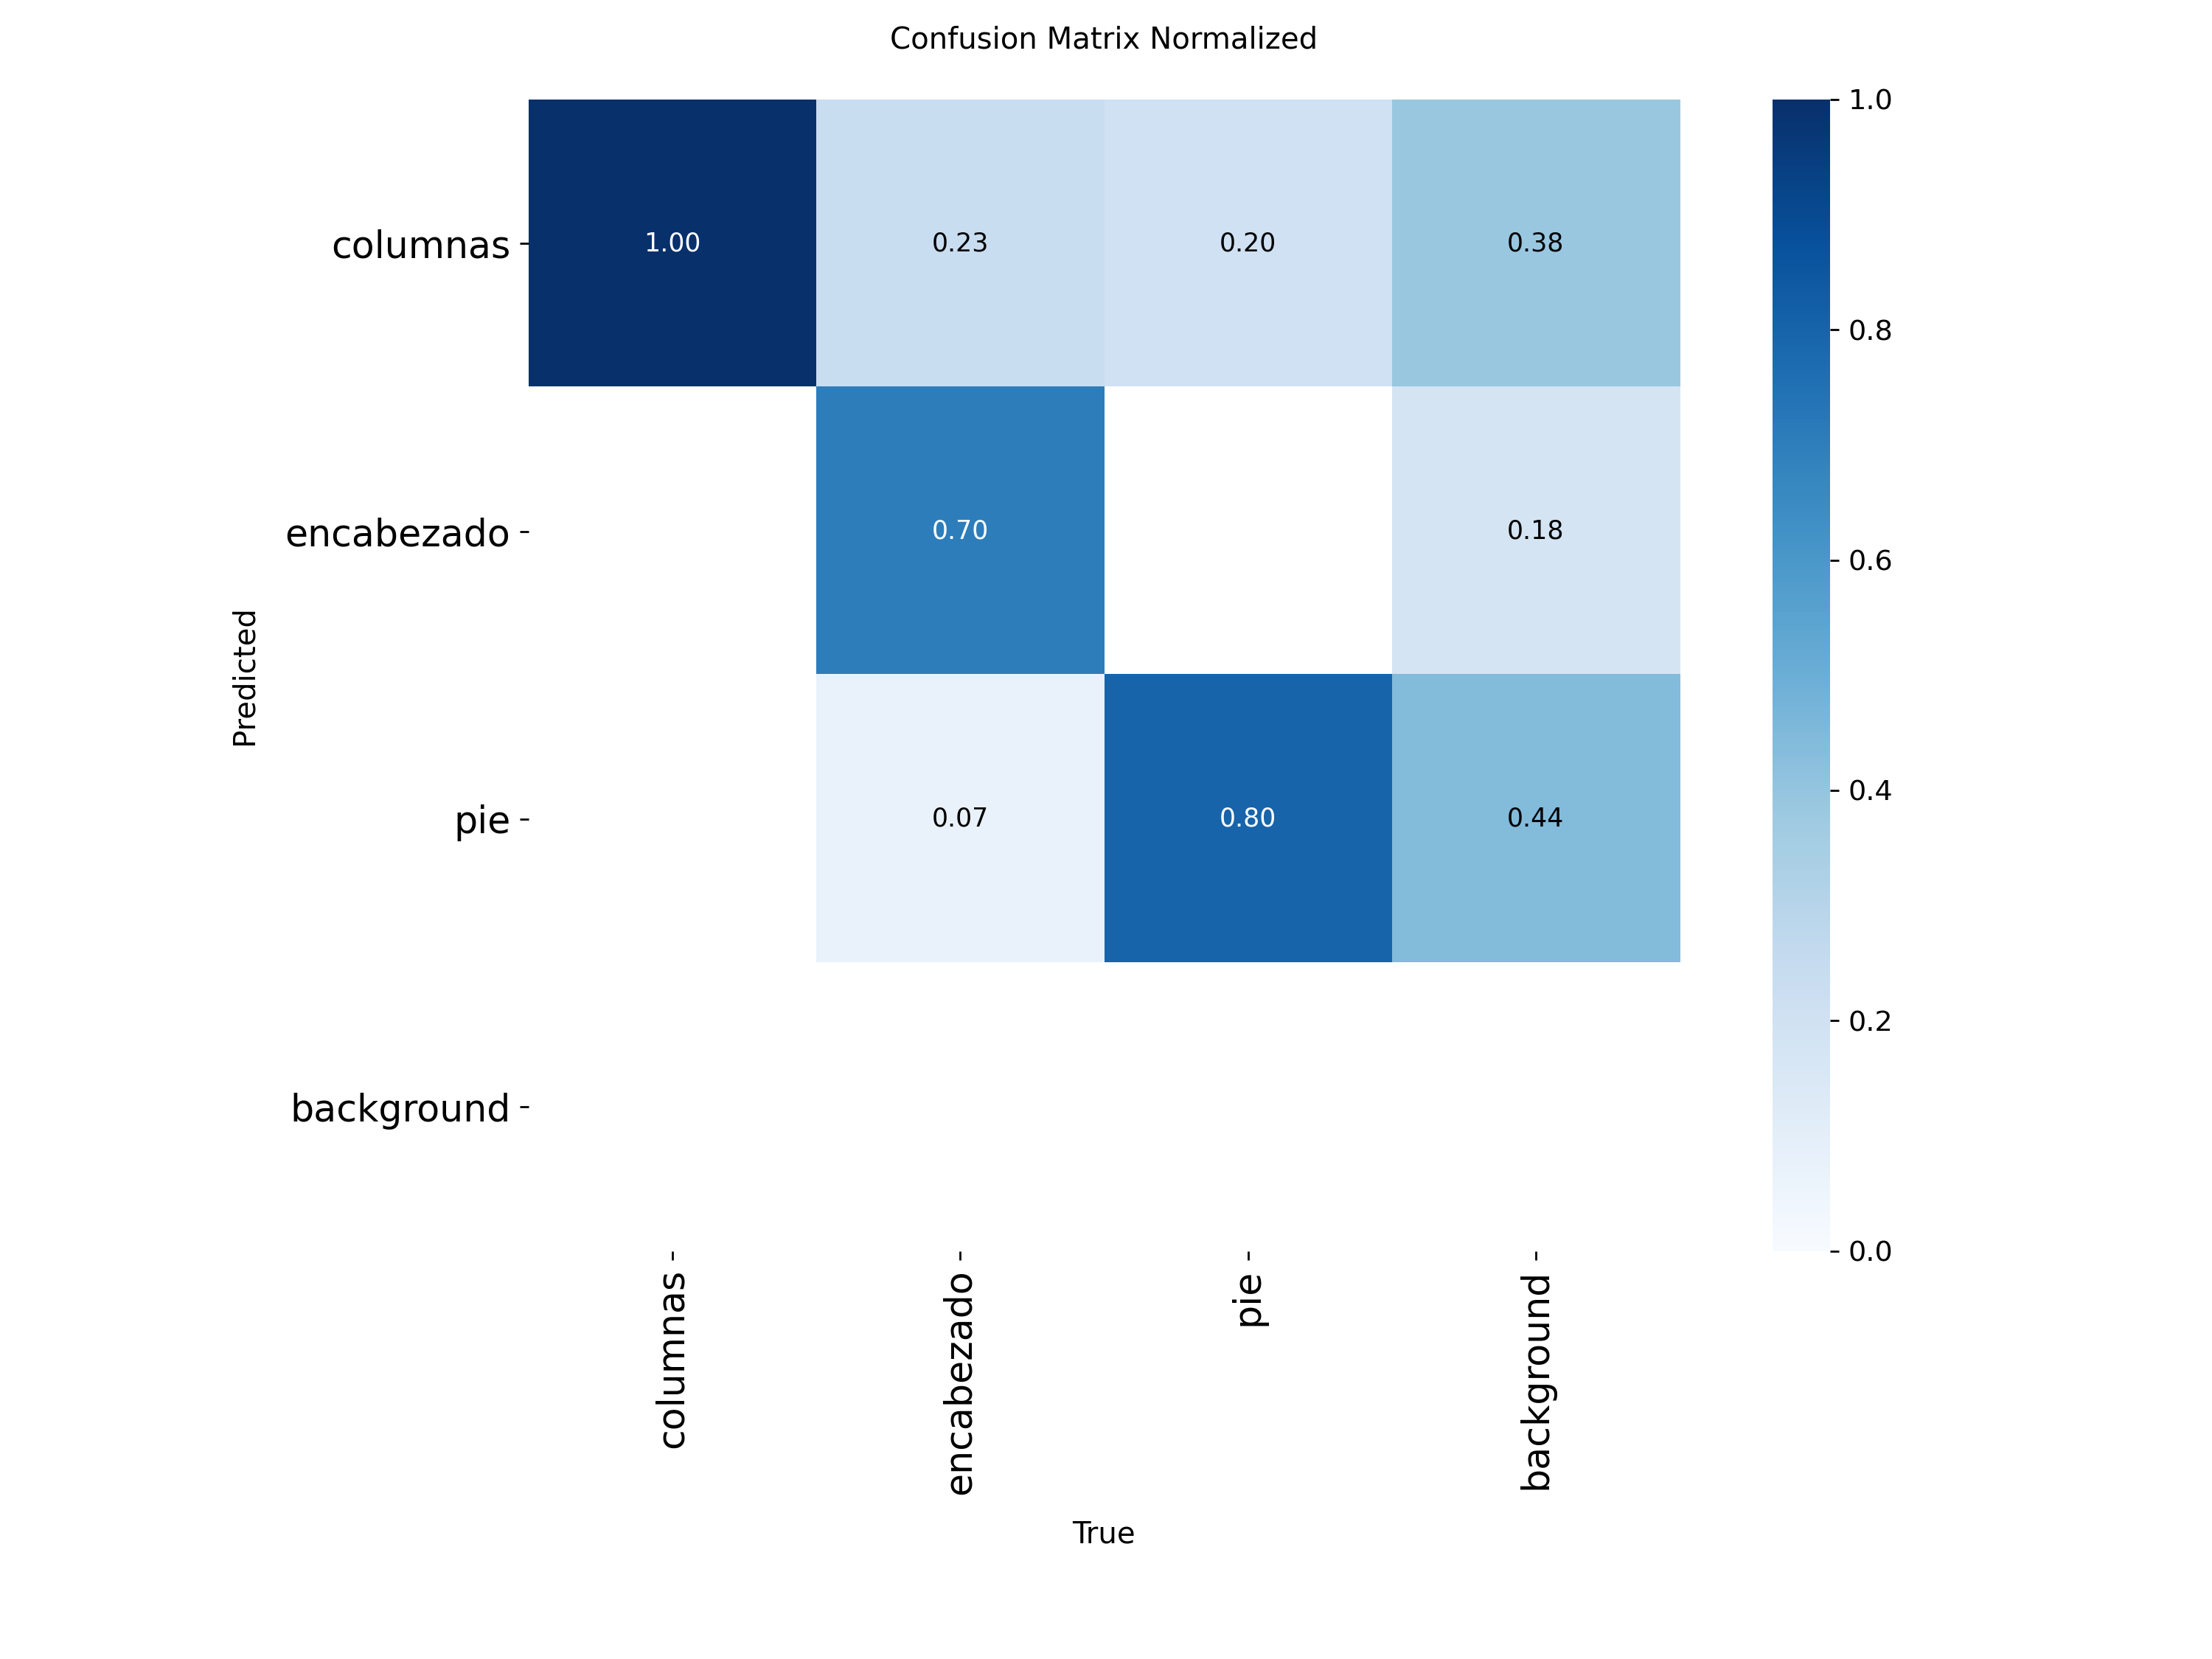 Confusion Matrix Normalized
columnas
1.00
0.23
0.20
0.38
encabezado
0.70
0.18
pie
0.07
0.80
0.44
background
Predicted
columnas
encabezado
pie
background
True
1.0
0.8
0.6
0.4
0.2
0.0